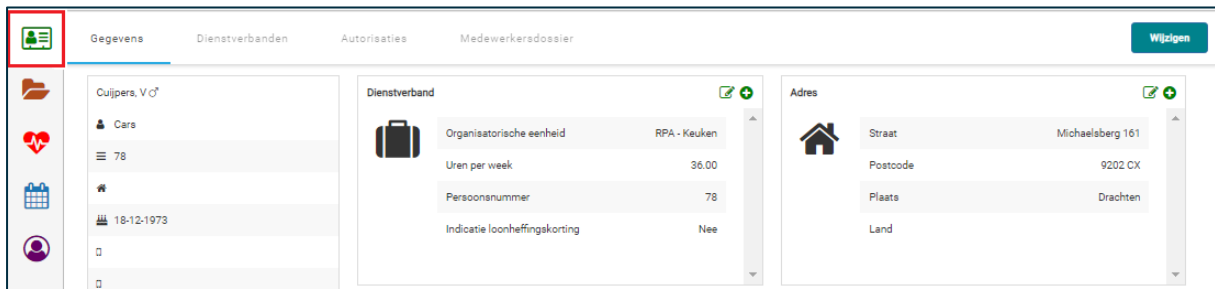 Gegevens Dienstverbanden Autorisaties Medewerkersdossier Wijzigen
Cuijpers, V♂
Cars
78
18-12-1973
Dienstverband
Organisatorische eenheid RPA - Keuken
Uren per week 36.00
Persoonsnummer 78
Indicatie loonheffingskorting Nee
Adres
Straat Michaelsberg 161
Postcode 9202 CX
Plaats Drachten
Land